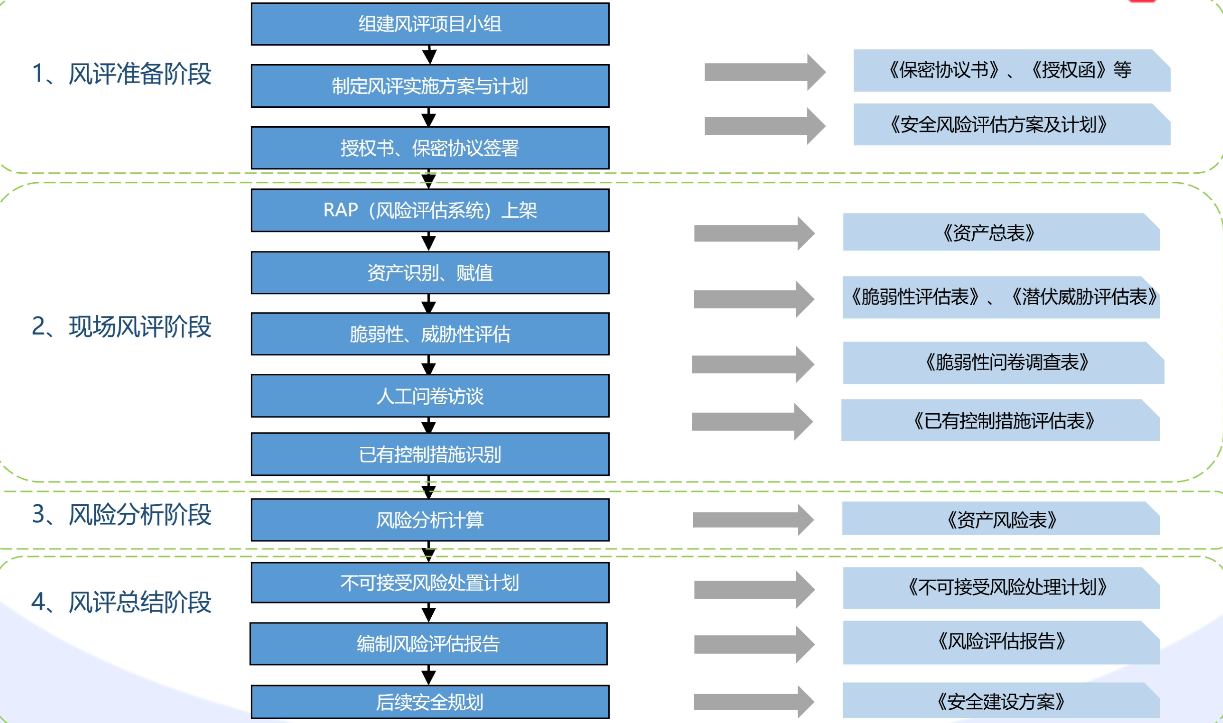 组建风评项目小组
1、风评准备阶段
制定风评实施方案与计划
《保密协议书》、《授权函》等
授权书、保密协议签署
《安全风险评估方案及计划》
RAP（风险评估系统）上架
《资产总表》
资产识别、赋值
2、现场风评阶段
脆弱性、威胁性评估
《脆弱性评估表》、《潜伏威胁评估表》
人工问卷访谈
《脆弱性问卷调查表》
已有控制措施识别
《已有控制措施评估表》
3、风险分析阶段
风险分析计算
《资产风险表》
4、风评总结阶段
不可接受风险处置计划
《不可接受风险处理计划》
编制风险评估报告
《风险评估报告》
后续安全规划
《安全建设方案》